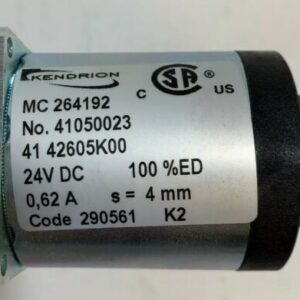 KENDRION
C SA US
MC 264192
No. 41050023
41 42605K00
24V DC 100 %ED
0,62 A s = 4 mm
Code 290561 K2